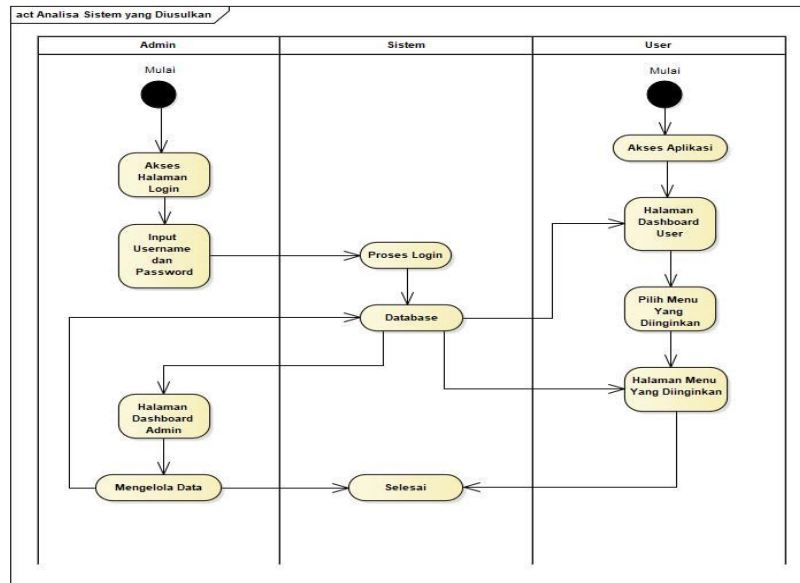 act Analisa Sistem yang Diusulkan
Admin
Sistem
User
Mulai
Mulai
Akses
Halaman
Login
Akses Aplikasi
Input
Username
dan
Password
Halaman
Dashboard
User
Proses Login
Database
Pilih Menu
Yang
Diinginkan
Halaman
Dashboard
Admin
Halaman Menu
Yang Diinginkan
Mengelola Data
Selesai